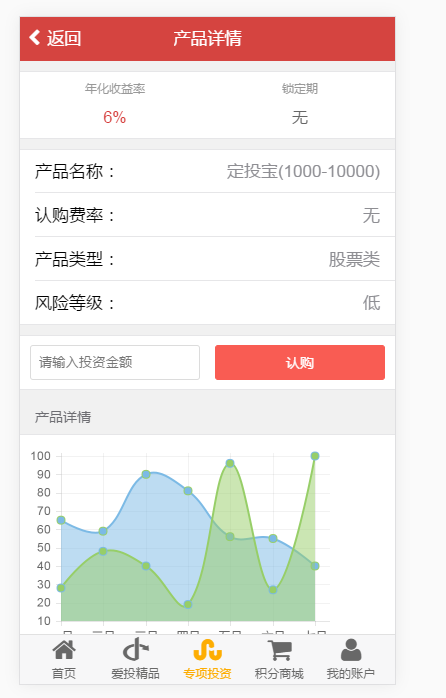 返回 产品详情
年化收益率 锁定期
6% 无
产品名称： 定投宝(1000-10000)
认购费率： 无
产品类型： 股票类
风险等级： 低
请输入投资金额 认购
产品详情
100
90
80
70
60
50
40
30
20
10
首页 爱投精品 专项投资 积分商城 我的账户